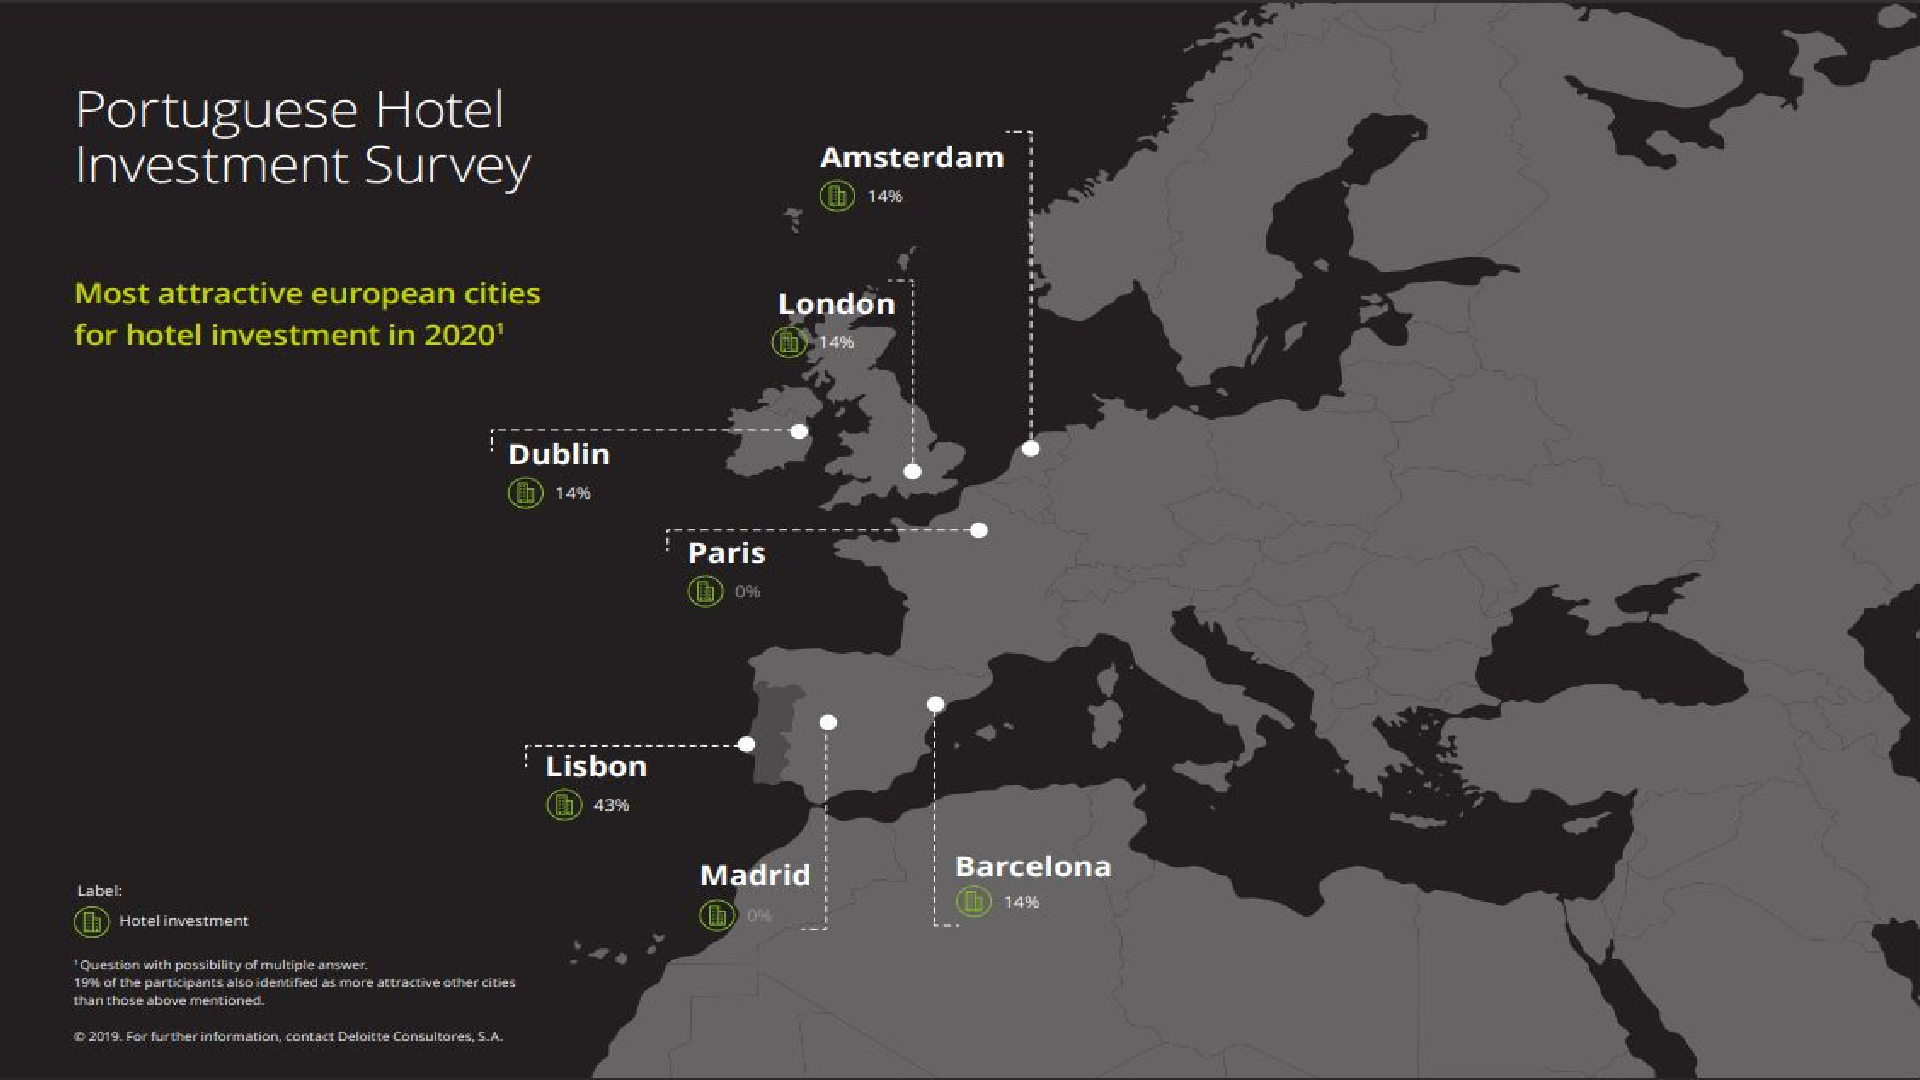 Portuguese Hotel
Investment Survey
Most attractive european cities
for hotel investment in 2020¹
Amsterdam
14%
London
14%
Dublin
14%
Paris
0%
Lisbon
43%
Madrid
0%
Barcelona
14%
Label:
Hotel investment
¹ Question with possibility of multiple answer.
19% of the participants also identified as more attractive other cities
than those above mentioned.
© 2019. For further information, contact Deloitte Consultores, S.A.